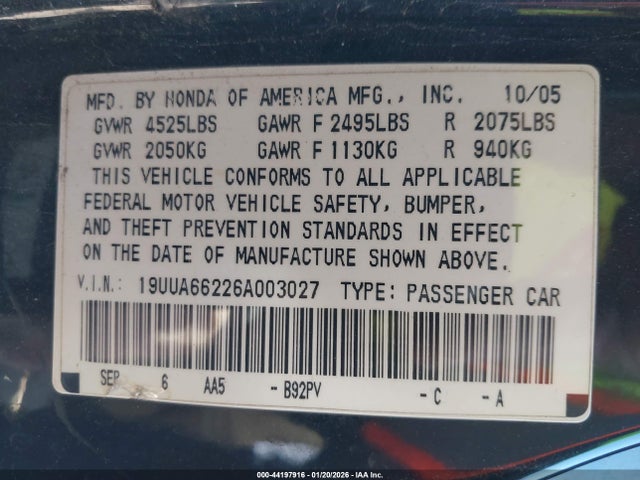 MFD. BY HONDA OF AMERICA MFG., INC. 10/05
GVWR 4525LBS GAWR F 2495LBS R 2075LBS
GVWR 2050KG GAWR F 1130KG R 940KG
THIS VEHICLE CONFORMS TO ALL APPLICABLE
FEDERAL MOTOR VEHICLE SAFETY, BUMPER,
AND THEFT PREVENTION STANDARDS IN EFFECT
ON THE DATE OF MANUFACTURE SHOWN ABOVE.
V.I.N.: 19UUA66226A003027 TYPE: PASSENGER CAR
SEP 6 AA5 - B92PV - C - A
000-44197916 - 01/20/2026 - IAA Inc.